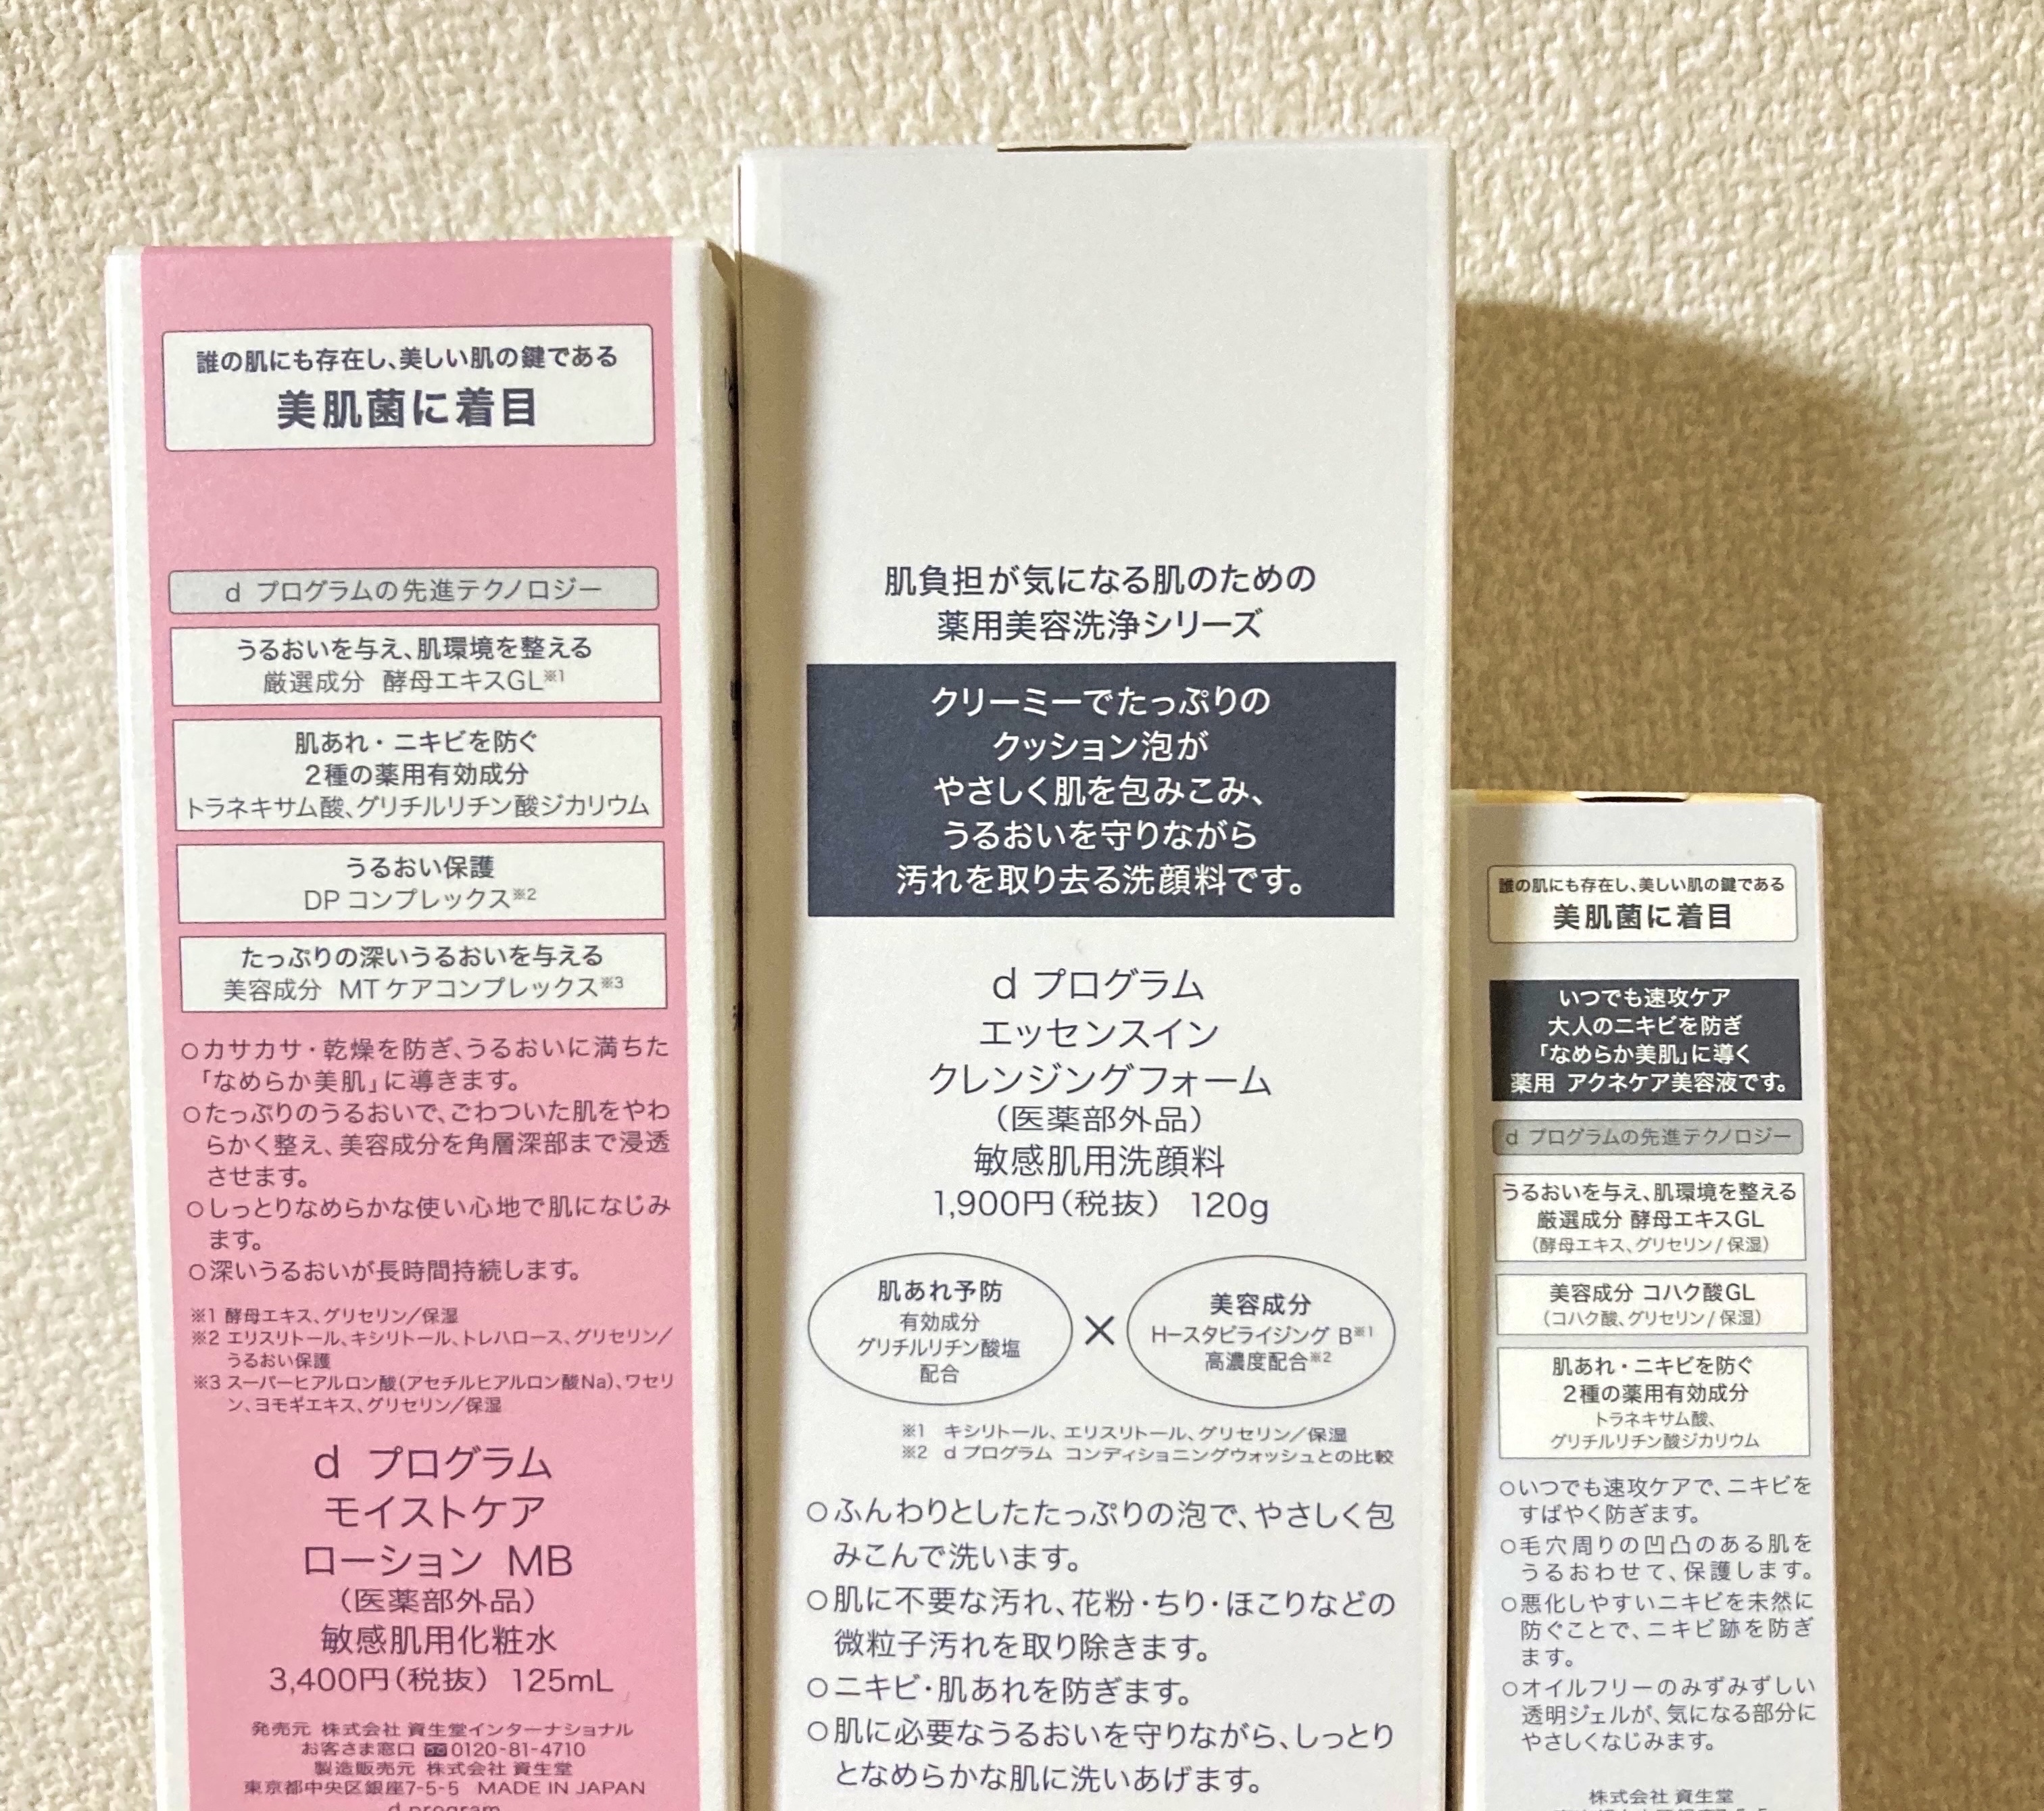 誰の肌にも存在し、美しい肌の鍵である
美肌菌に着目
d プログラムの先進テクノロジー
うるおいを与え、肌環境を整える
厳選成分 酵母エキスGL※1
肌あれ・ニキビを防ぐ
2種の薬用有効成分
トラネキサム酸、グリチルリチン酸ジカリウム
うるおい保護
DP コンプレックス※2
たっぷりの深いうるおいを与える
美容成分 MTケアコンプレックス※3
○カサカサ・乾燥を防ぎ、うるおいに満ちた
「なめらか美肌」に導きます。
○たっぷりのうるおいで、ごわついた肌をやわ
らかく整え、美容成分を角層深部まで浸透
させます。
○しっとりなめらかな使い心地で肌になじみ
ます。
○深いうるおいが長時間持続します。
※1 酵母エキス、グリセリン／保湿
※2 エリスリトール、キシリトール、トレハロース、グリセリン／
うるおい保護
※3 スーパーヒアルロン酸(アセチルヒアルロン酸Na)、ワセリ
ン、ヨモギエキス、グリセリン／保湿
d プログラム
モイストケア
ローション MB
（医薬部外品）
敏感肌用化粧水
3,400円（税抜） 125mL
発売元 株式会社 資生堂インターナショナル
お客さま窓口 0120-81-4710
製造販売元 株式会社 資生堂
東京都中央区銀座7-5-5 MADE IN JAPAN
d program
肌負担が気になる肌のための
薬用美容洗浄シリーズ
クリーミーでたっぷりの
クッション泡が
やさしく肌を包みこみ、
うるおいを守りながら
汚れを取り去る洗顔料です。
d プログラム
エッセンスイン
クレンジングフォーム
（医薬部外品）
敏感肌用洗顔料
1,900円（税抜） 120g
肌あれ予防
有効成分
グリチルリチン酸塩
配合
×
美容成分
H-スタビライジング B※1
高濃度配合※2
※1 キシリトール、エリスリトール、グリセリン／保湿
※2 d プログラム コンディショニングウォッシュとの比較
○ふんわりとしたたっぷりの泡で、やさしく包
みこんで洗います。
○肌に不要な汚れ、花粉・ちり・ほこりなどの
微粒子汚れを取り除きます。
○ニキビ・肌あれを防ぎます。
○肌に必要なうるおいを守りながら、しっとり
となめらかな肌に洗いあげます。
誰の肌にも存在し、美しい肌の鍵である
美肌菌に着目
いつでも速攻ケア
大人のニキビを防ぎ
「なめらか美肌」に導く
薬用 アクネケア美容液です。
d プログラムの先進テクノロジー
うるおいを与え、肌環境を整える
厳選成分 酵母エキスGL
（酵母エキス、グリセリン / 保湿）
美容成分 コハク酸GL
（コハク酸、グリセリン / 保湿）
肌あれ・ニキビを防ぐ
2種の薬用有効成分
トラネキサム酸、
グリチルリチン酸ジカリウム
○いつでも速攻ケアで、ニキビを
すばやく防ぎます。
○毛穴周りの凹凸のある肌を
うるおわせて、保護します。
○悪化しやすいニキビを未然に
防ぐことで、ニキビ跡を防ぎ
ます。
○オイルフリーのみずみずしい
透明ジェルが、気になる部分に
やさしくなじみます。
株式会社 資生堂